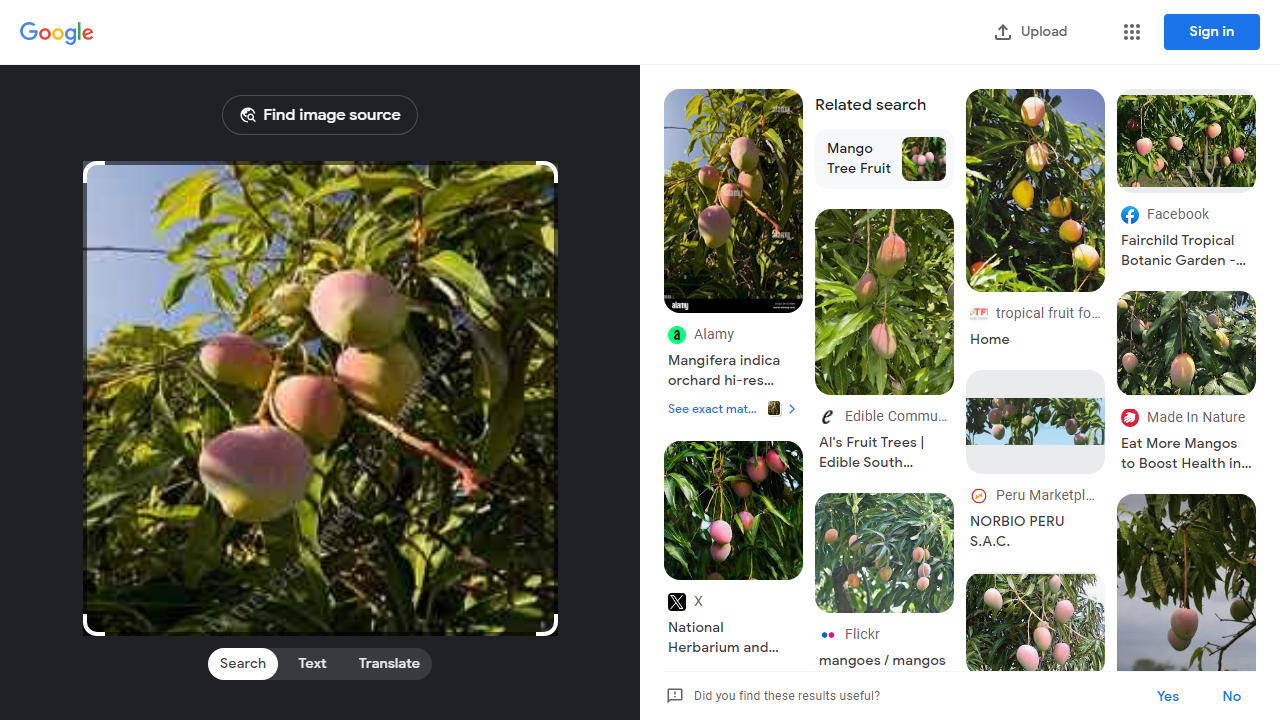 Google
Upload
Sign in
Find image source
Search
Text
Translate
alamy
Alamy
Mangifera indica
orchard hi-res...
See exact mat...
X
National
Herbarium and...
Related search
Mango
Tree Fruit
Edible Commu...
Al's Fruit Trees |
Edible South...
Flickr
mangoes / mangos
tropical fruit fo...
Home
Peru Marketpl...
NORBIO PERU
S.A.C.
Facebook
Fairchild Tropical
Botanic Garden -...
Made In Nature
Eat More Mangos
to Boost Health in...
Did you find these results useful?
Yes
No